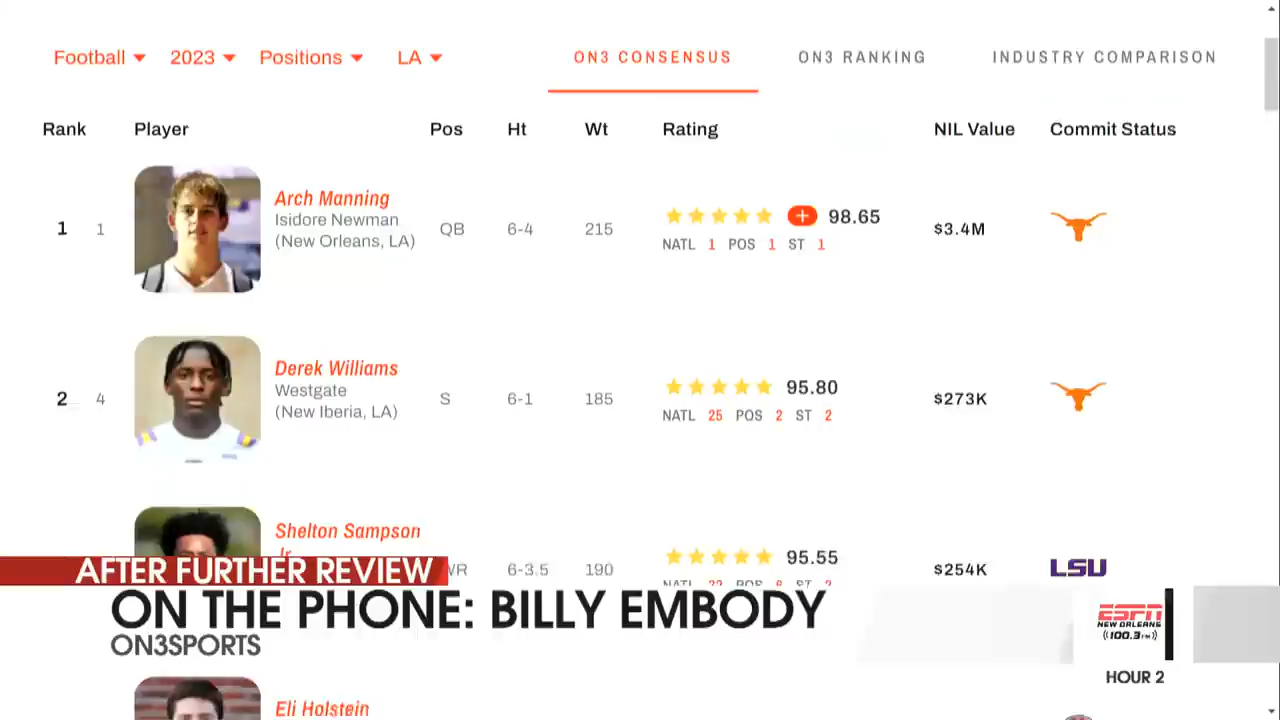 Football 2023 Positions LA ON3 CONSENSUS ON3 RANKING INDUSTRY COMPARISON
Rank Player Pos Ht Wt Rating NIL Value Commit Status
Arch Manning
1 1 Isidore Newman QB 6-4 215 98.65 $3.4M
(New Orleans, LA) NATL 1 POS 1 ST 1
Derek Williams
2 4 Westgate S 6-1 185 95.80 $273K
(New Iberia, LA) NATL 25 POS 2 ST 2
Shelton Sampson
Jr. WR 6-3.5 190 95.55 $254K LSU
AFTER FURTHER REVIEW
ON THE PHONE: BILLY EMBODY
ON3SPORTS
ESPN
NEW ORLEANS
100.3 FM
HOUR 2
Eli Holstein